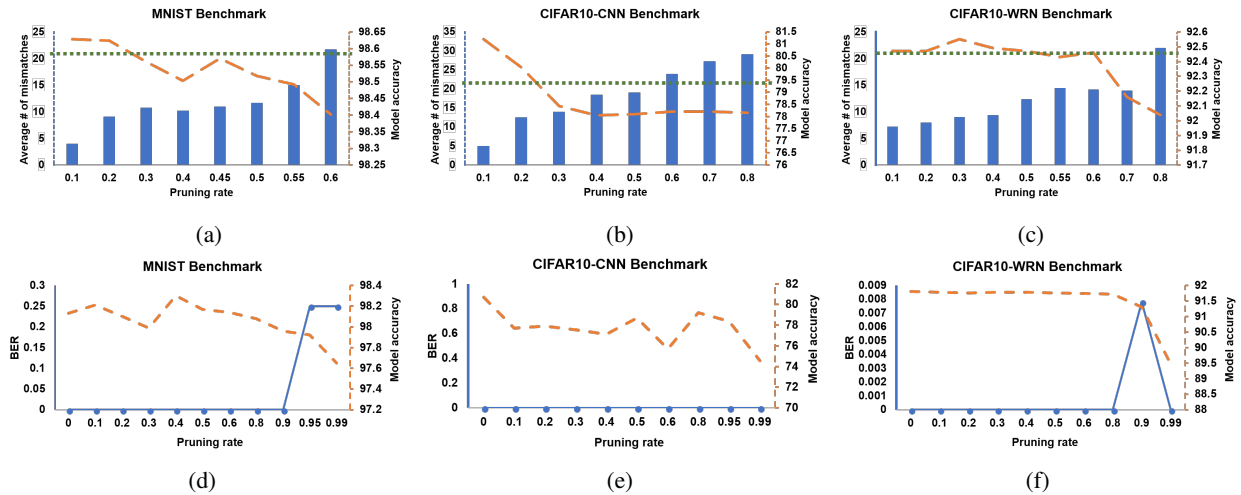 MNIST Benchmark
Average # of mismatches
25
20
15
10
5
0
98.65
98.6
98.55
98.5
98.45
98.4
98.35
98.3
98.25
Model accuracy
0.1 0.2 0.3 0.4 0.45 0.5 0.55 0.6
Pruning rate
(a)
CIFAR10-CNN Benchmark
Average # of mismatches
35
30
25
20
15
10
5
0
81.5
81
80.5
80
79.5
79
78.5
78
77.5
77
76.5
76
Model accuracy
0.1 0.2 0.3 0.4 0.5 0.6 0.7 0.8
Pruning rate
(b)
CIFAR10-WRN Benchmark
Average # of mismatches
25
20
15
10
5
0
92.6
92.5
92.4
92.3
92.2
92.1
92
91.9
91.8
91.7
Model accuracy
0.1 0.2 0.3 0.4 0.5 0.55 0.6 0.7 0.8
Pruning rate
(c)
MNIST Benchmark
BER
0.3
0.25
0.2
0.15
0.1
0.05
0
98.4
98.2
98
97.8
97.6
97.4
97.2
Model accuracy
0 0.1 0.2 0.3 0.4 0.5 0.6 0.8 0.9 0.95 0.99
Pruning rate
(d)
CIFAR10-CNN Benchmark
BER
1
0.8
0.6
0.4
0.2
0
82
80
78
76
74
72
70
Model accuracy
0 0.1 0.2 0.3 0.4 0.5 0.6 0.8 0.95 0.99
Pruning rate
(e)
CIFAR10-WRN Benchmark
BER
0.009
0.008
0.007
0.006
0.005
0.004
0.003
0.002
0.001
0
92
91.5
91
90.5
90
89.5
89
88.5
88
Model accuracy
0 0.1 0.2 0.3 0.4 0.5 0.6 0.8 0.9 0.99
Pruning rate
(f)